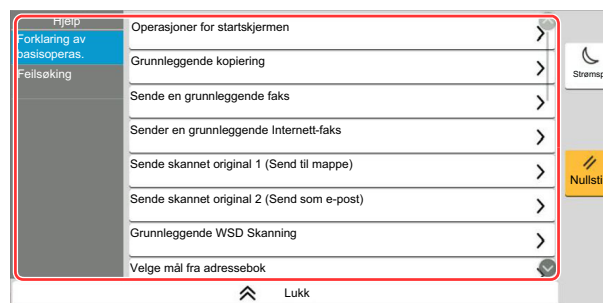 Hjelp
Forklaring av
basisoperas.
Feilsøking
Operasjoner for startskjermen
Grunnleggende kopiering
Sende en grunnleggende faks
Sender en grunnleggende Internett-faks
Sende skannet original 1 (Send til mappe)
Sende skannet original 2 (Send som e-post)
Grunnleggende WSD Skanning
Velge mål fra adressebok
Lukk
Strømsp
Nullsti